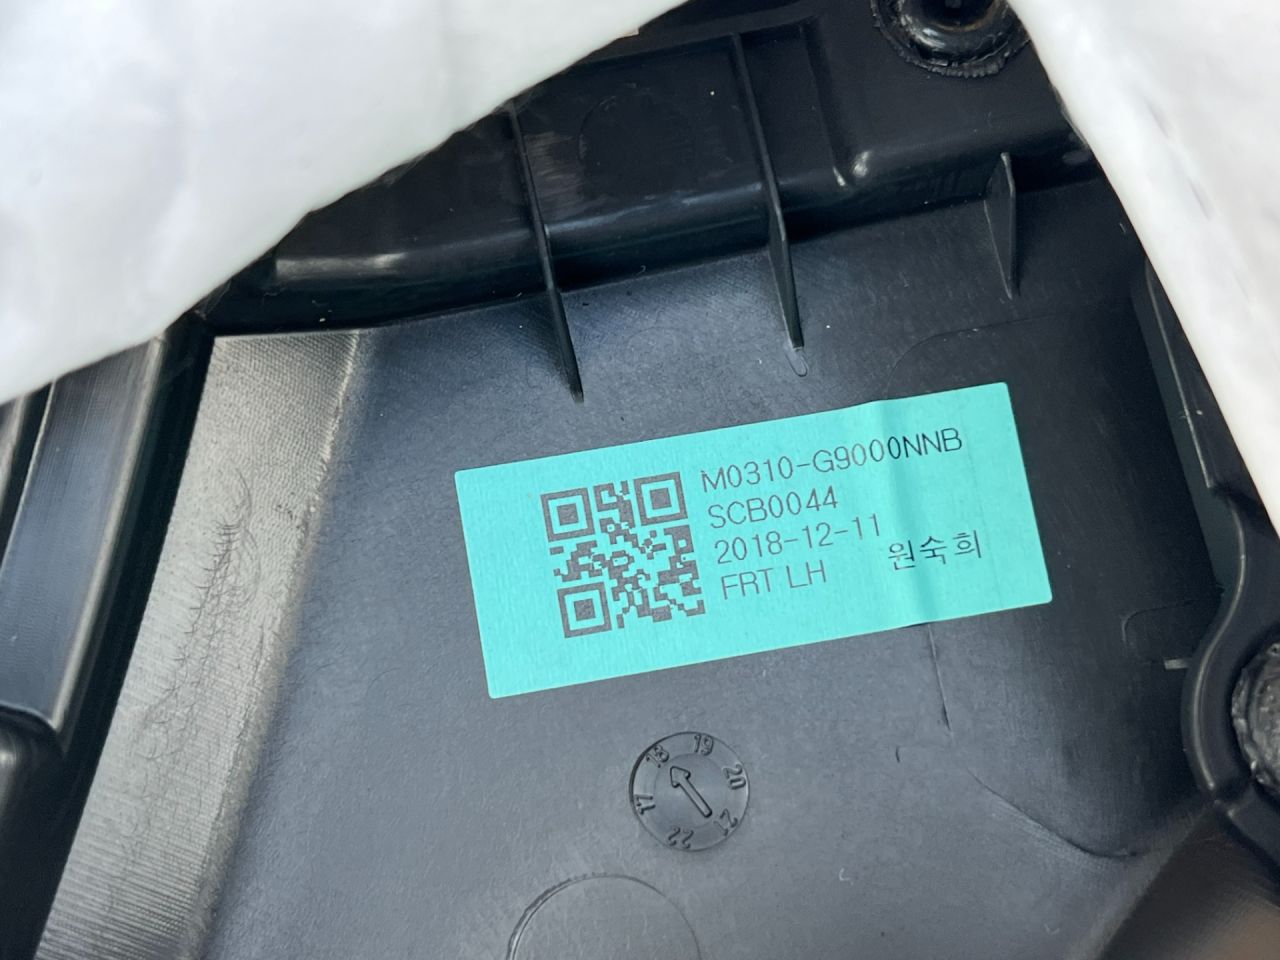 M0310-G9000NNB
SCB0044
2018-12-11
FRT LH 원숙희
18 19 20 21 22 17